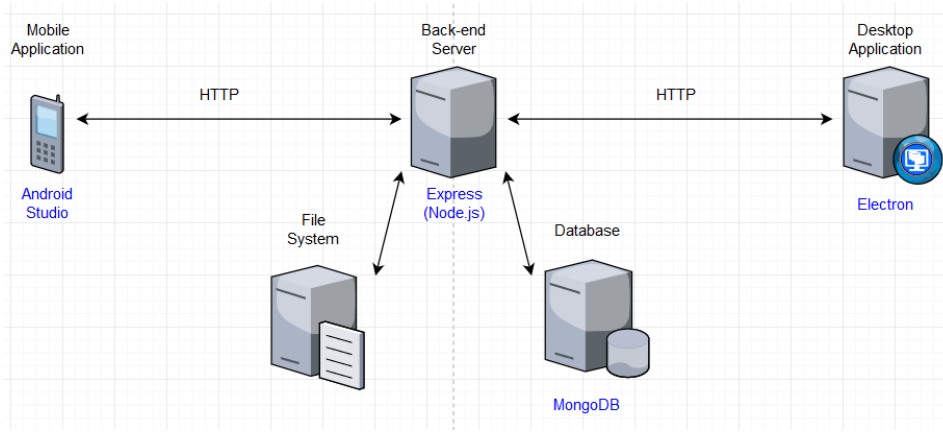 Mobile
Application
Back-end
Server
Desktop
Application
HTTP
HTTP
Android
Studio
Express
(Node.js)
Electron
File
System
Database
MongoDB